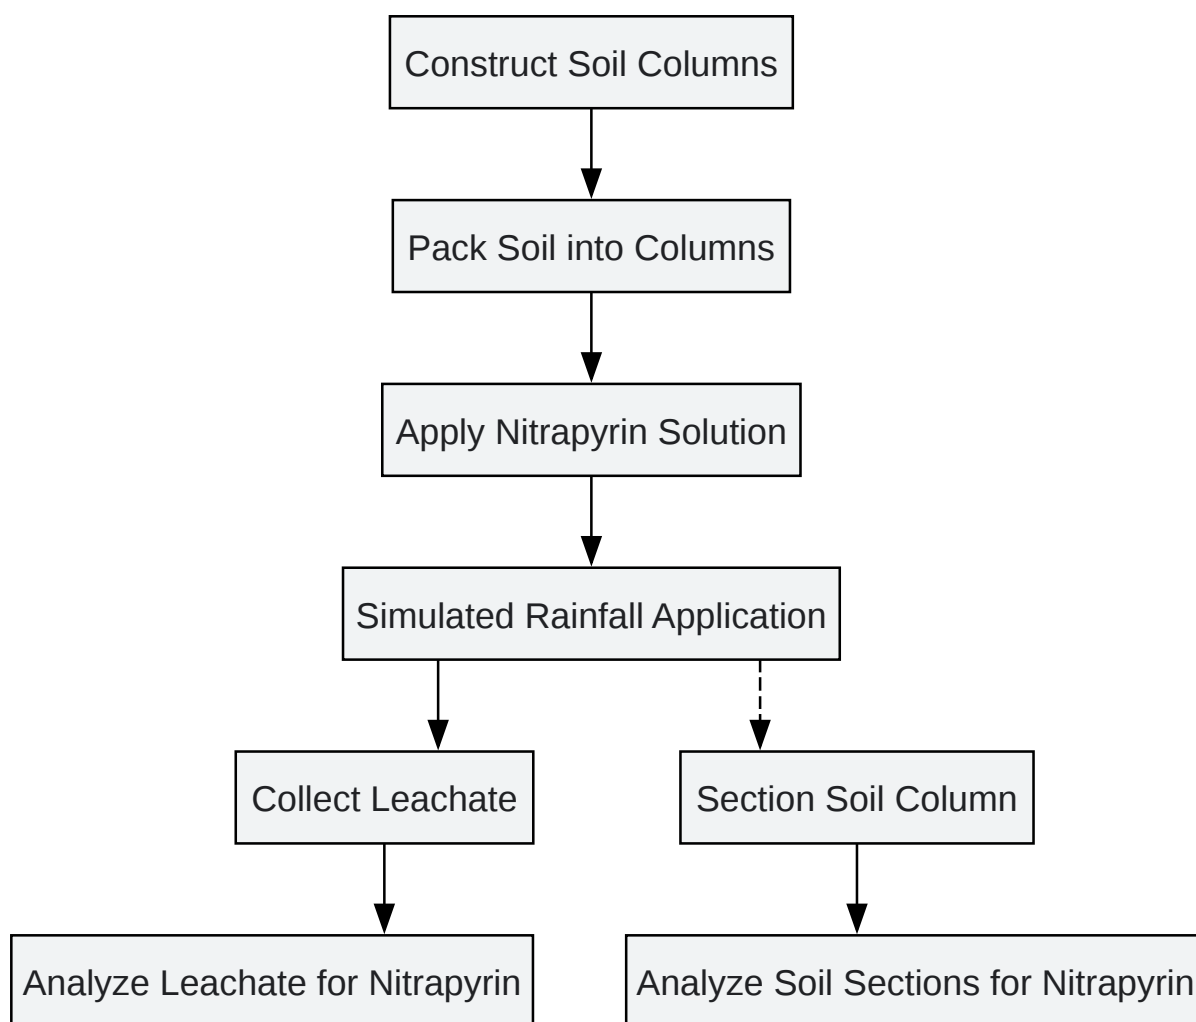 Construct Soil Columns
Pack Soil into Columns
Apply Nitrapyrin Solution
Simulated Rainfall Application
Collect Leachate
Section Soil Column
Analyze Leachate for Nitrapyrin
Analyze Soil Sections for Nitrapyrin